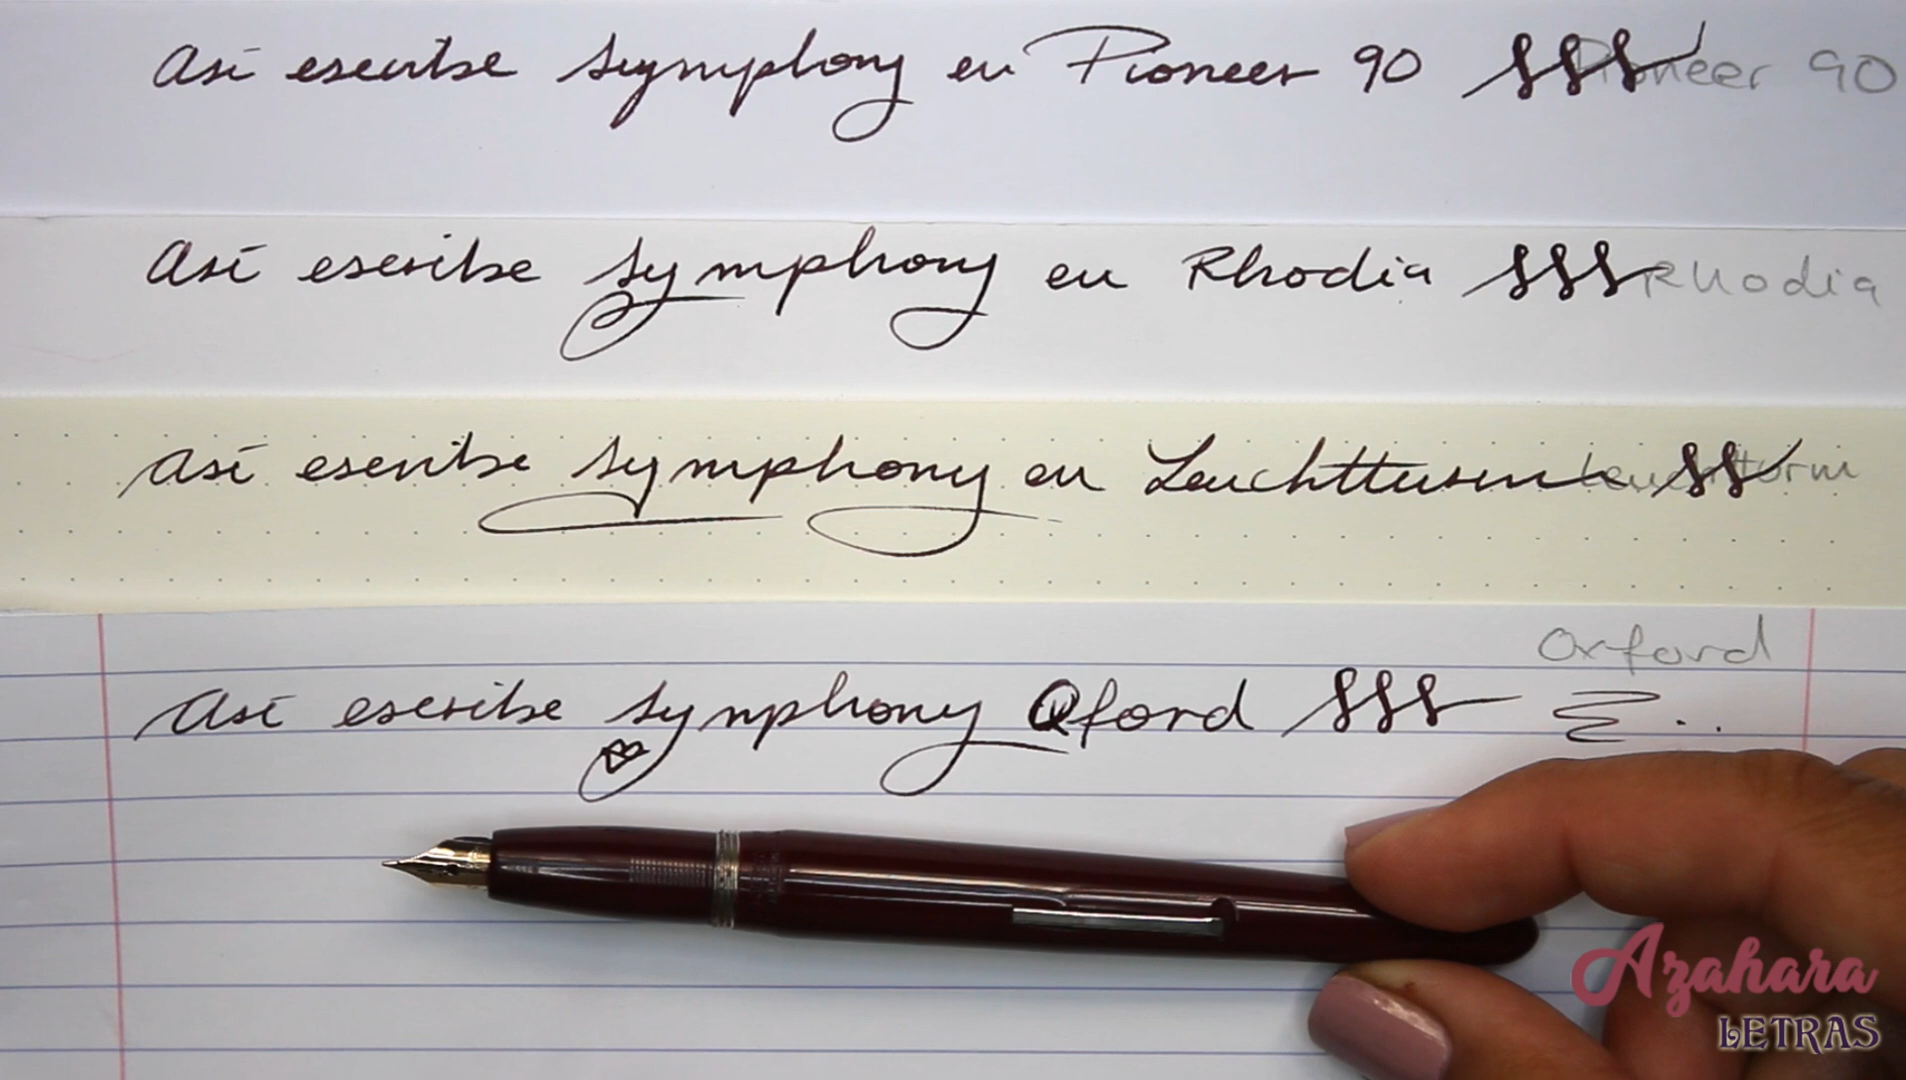 Así escribe Symphony en Pioneer 90 SSS Pioneer 90
Así escribe Symphony en Rhodia SSS Rhodia
Así escribe Symphony en Leuchtturm SS Leuchtturm
Oxford
Así escribe Symphony Oxford SSS
Azahara
LETRAS